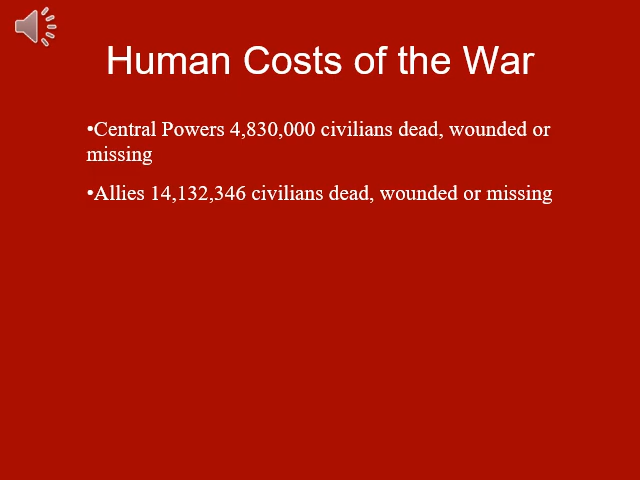 Human Costs of the War
•Central Powers 4,830,000 civilians dead, wounded or
missing
•Allies 14,132,346 civilians dead, wounded or missing